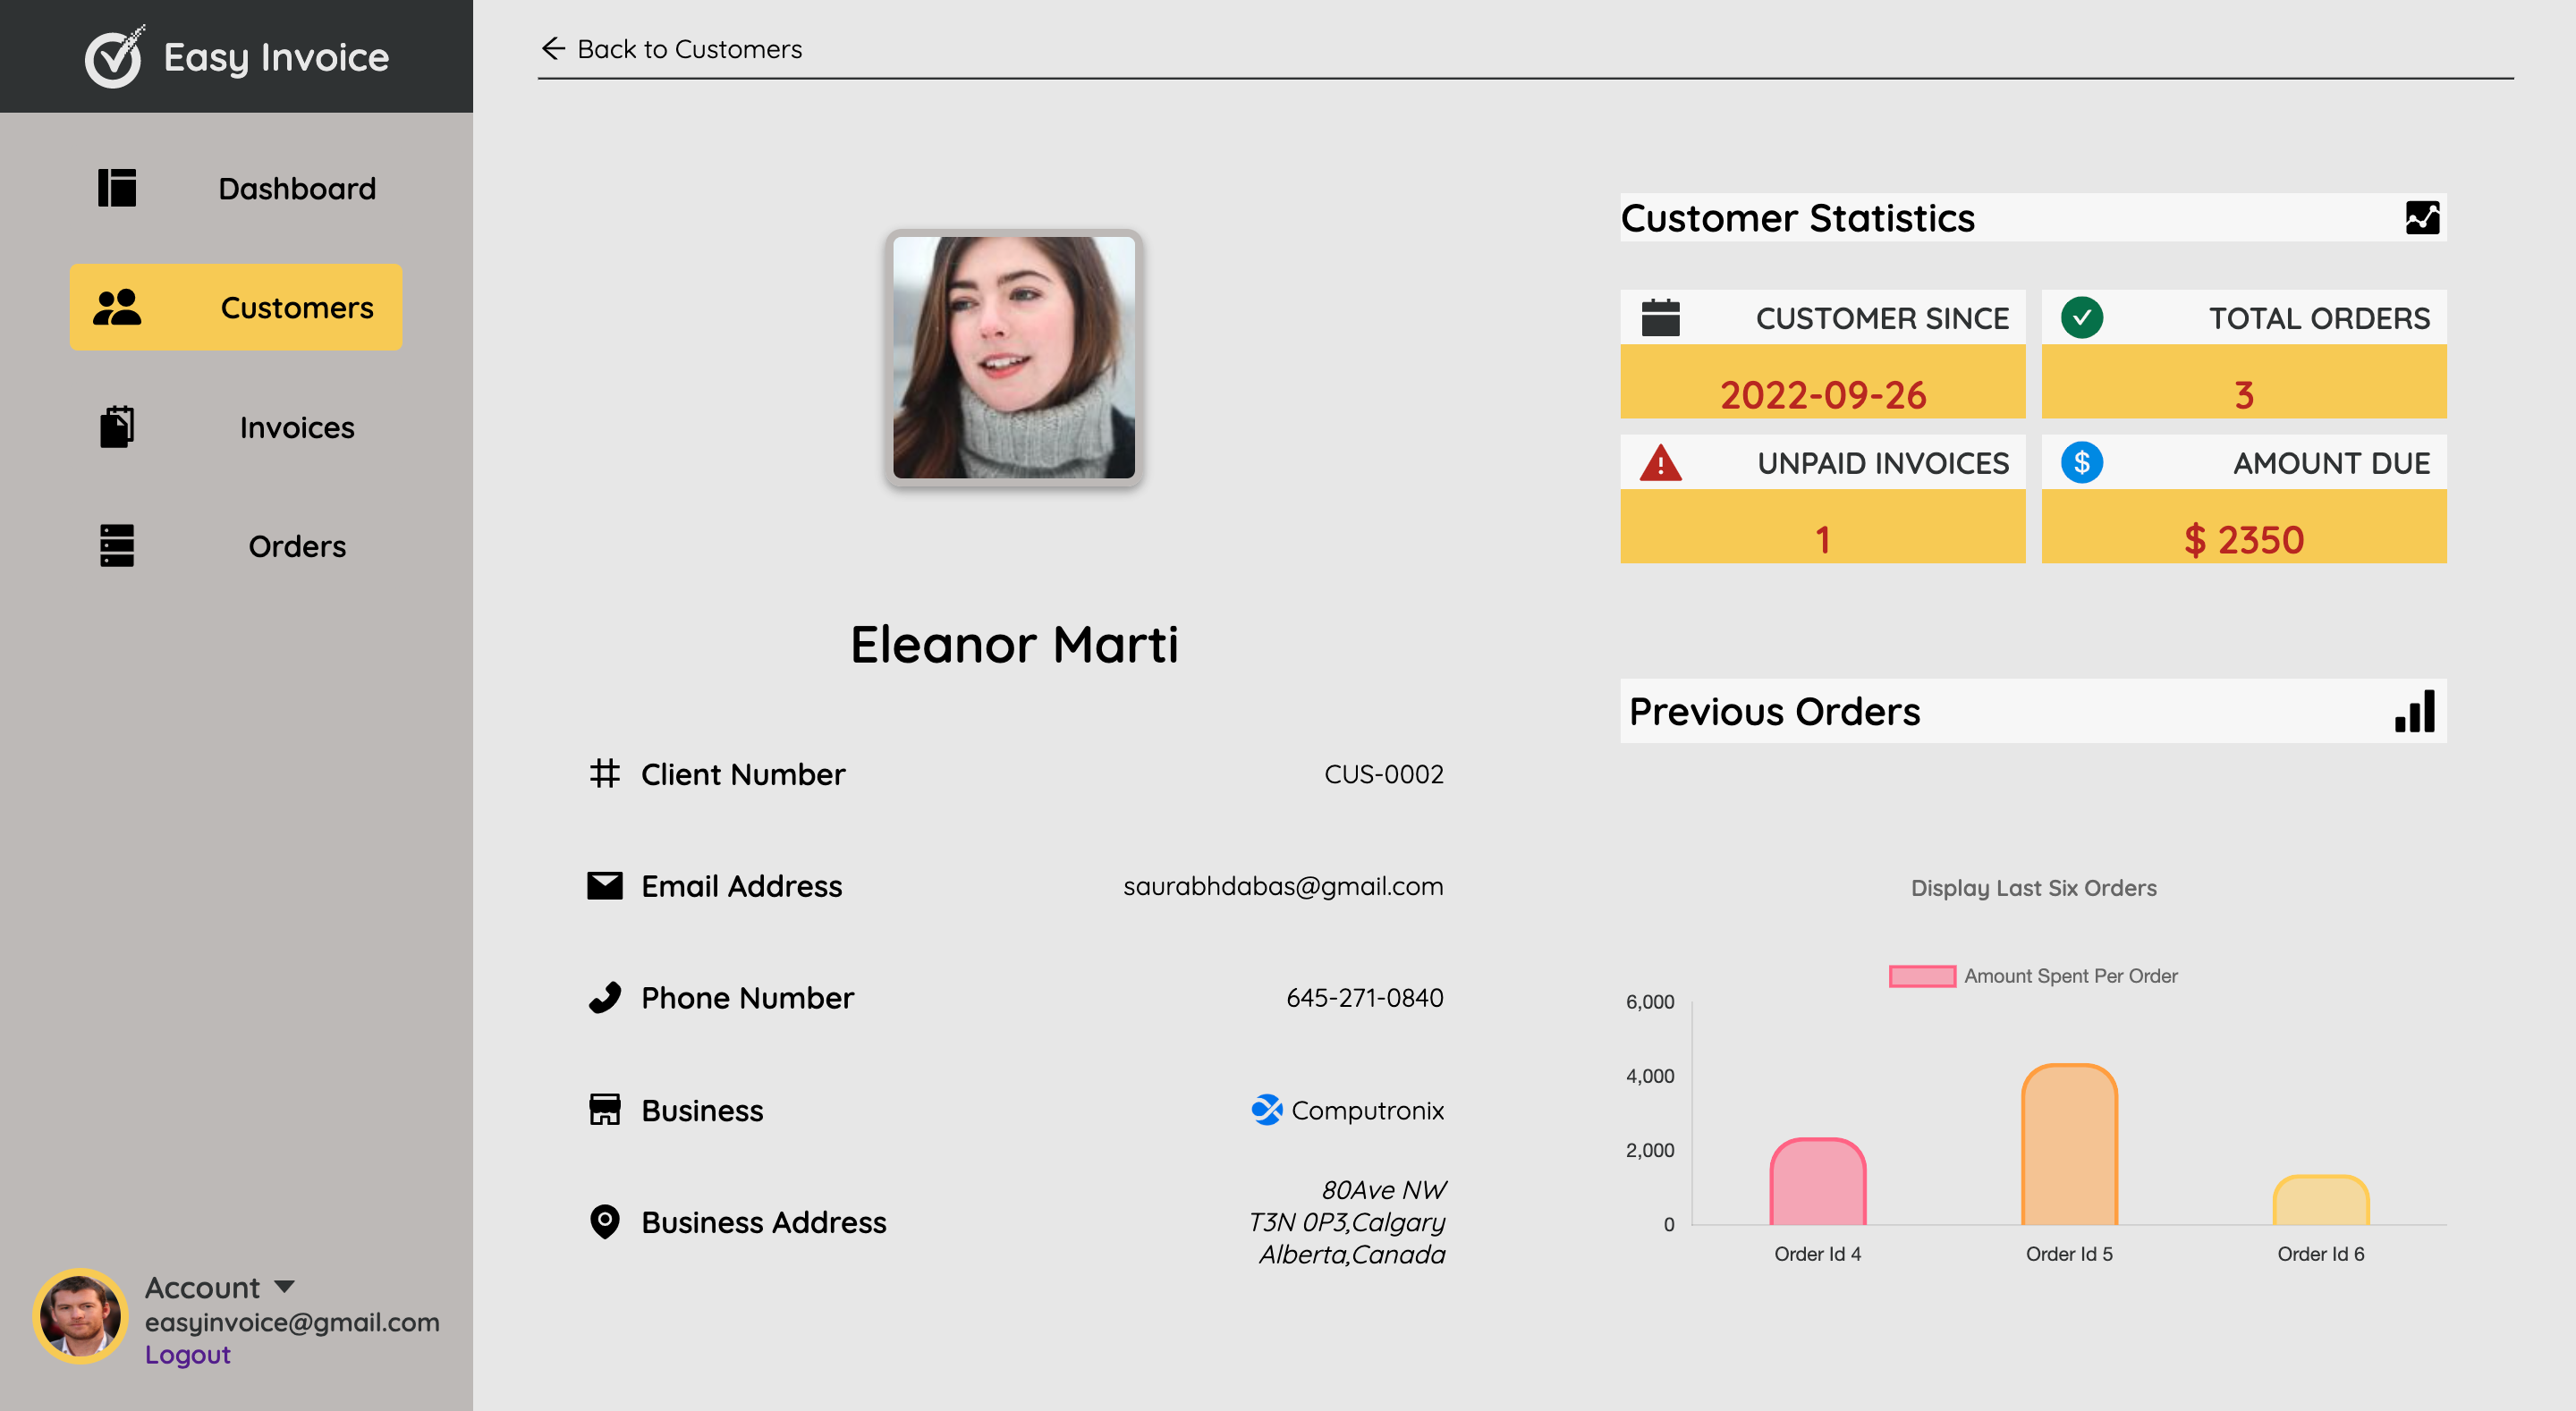 Easy Invoice
Dashboard
Customers
Invoices
Orders
Account
easyinvoice@gmail.com
Logout
Back to Customers
Eleanor Marti
Client Number CUS-0002
Email Address saurabhdabas@gmail.com
Phone Number 645-271-0840
Business Computronix
Business Address 80Ave NW
T3N 0P3,Calgary
Alberta,Canada
Customer Statistics
CUSTOMER SINCE
2022-09-26
TOTAL ORDERS
3
UNPAID INVOICES
1
AMOUNT DUE
$ 2350
Previous Orders
Display Last Six Orders
Amount Spent Per Order
6,000
4,000
2,000
0
Order Id 4 Order Id 5 Order Id 6